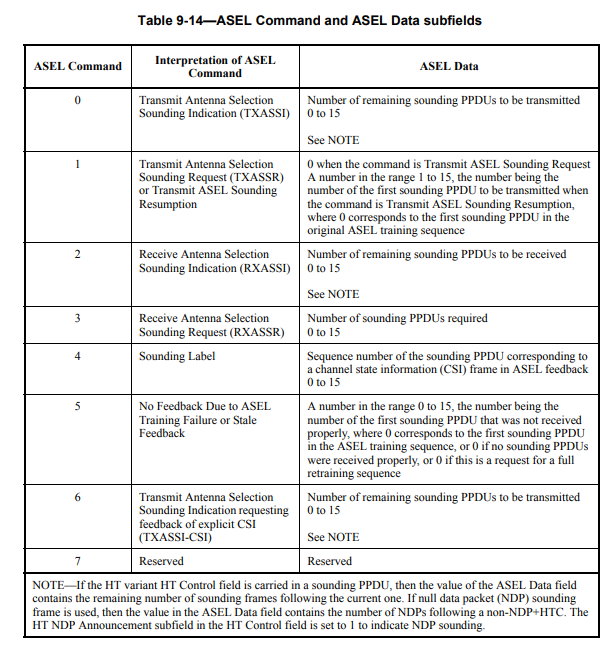 Table 9-14—ASEL Command and ASEL Data subfields
ASEL Command
Interpretation of ASEL
Command
ASEL Data
0
Transmit Antenna Selection
Sounding Indication (TXASSI)
Number of remaining sounding PPDUs to be transmitted
0 to 15
See NOTE
1
Transmit Antenna Selection
Sounding Request (TXASSR)
or Transmit ASEL Sounding
Resumption
0 when the command is Transmit ASEL Sounding Request
A number in the range 1 to 15, the number being the
number of the first sounding PPDU to be transmitted when
the command is Transmit ASEL Sounding Resumption,
where 0 corresponds to the first sounding PPDU in the
original ASEL training sequence
2
Receive Antenna Selection
Sounding Indication (RXASSI)
Number of remaining sounding PPDUs to be received
0 to 15
See NOTE
3
Receive Antenna Selection
Sounding Request (RXASSR)
Number of sounding PPDUs required
0 to 15
4
Sounding Label
Sequence number of the sounding PPDU corresponding to
a channel state information (CSI) frame in ASEL feedback
0 to 15
5
No Feedback Due to ASEL
Training Failure or Stale
Feedback
A number in the range 0 to 15, the number being the
number of the first sounding PPDU that was not received
properly, where 0 corresponds to the first sounding PPDU
in the ASEL training sequence, or 0 if no sounding PPDUs
were received properly, or 0 if this is a request for a full
retraining sequence
6
Transmit Antenna Selection
Sounding Indication requesting
feedback of explicit CSI
(TXASSI-CSI)
Number of remaining sounding PPDUs to be transmitted
0 to 15
See NOTE
7
Reserved
Reserved
NOTE—If the HT variant HT Control field is carried in a sounding PPDU, then the value of the ASEL Data field
contains the remaining number of sounding frames following the current one. If null data packet (NDP) sounding
frame is used, then the value in the ASEL Data field contains the number of NDPs following a non-NDP+HTC. The
HT NDP Announcement subfield in the HT Control field is set to 1 to indicate NDP sounding.